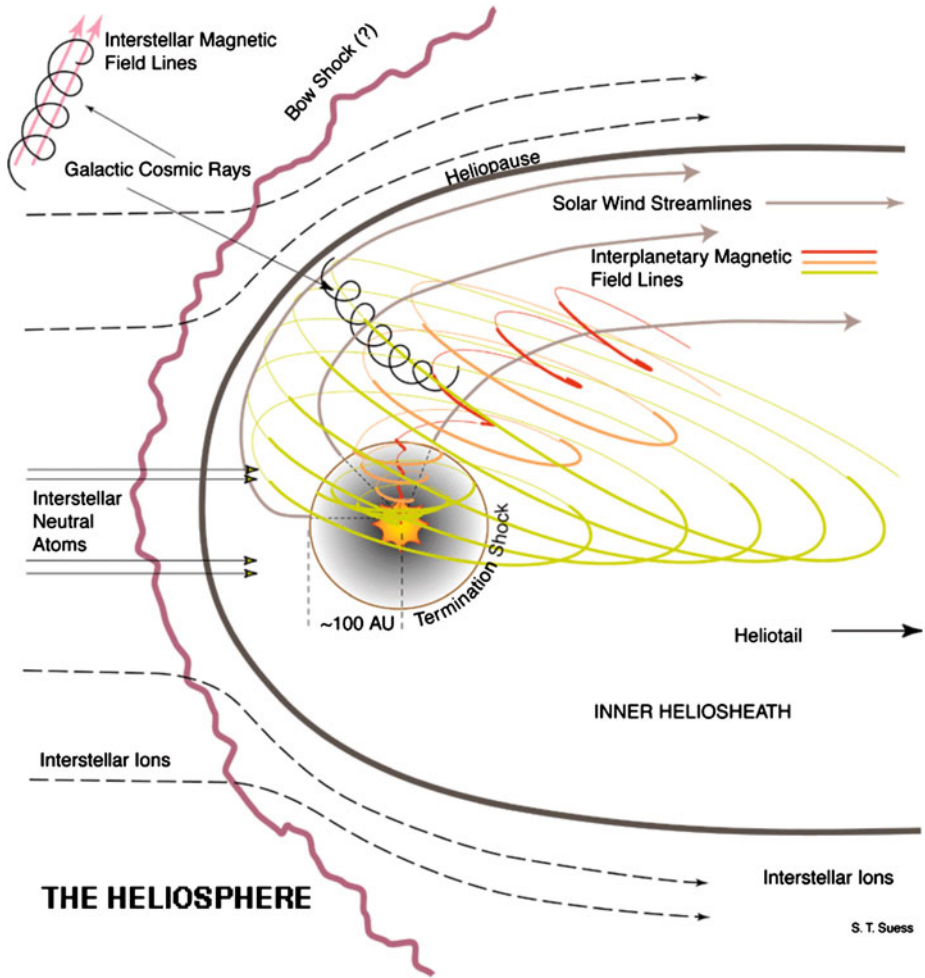 Interstellar Magnetic
Field Lines
Bow Shock (?)
Galactic Cosmic Rays
Heliopause
Solar Wind Streamlines
Interplanetary Magnetic
Field Lines
Interstellar
Neutral
Atoms
Termination Shock
~100 AU
Heliotail
INNER HELIOSHEATH
Interstellar Ions
Interstellar Ions
THE HELIOSPHERE
S. T. Suess